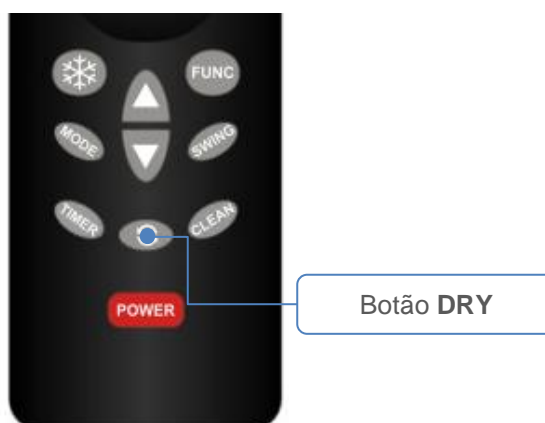 FUNC
MODE
SWING
TIMER
CLEAN
POWER
Botão DRY